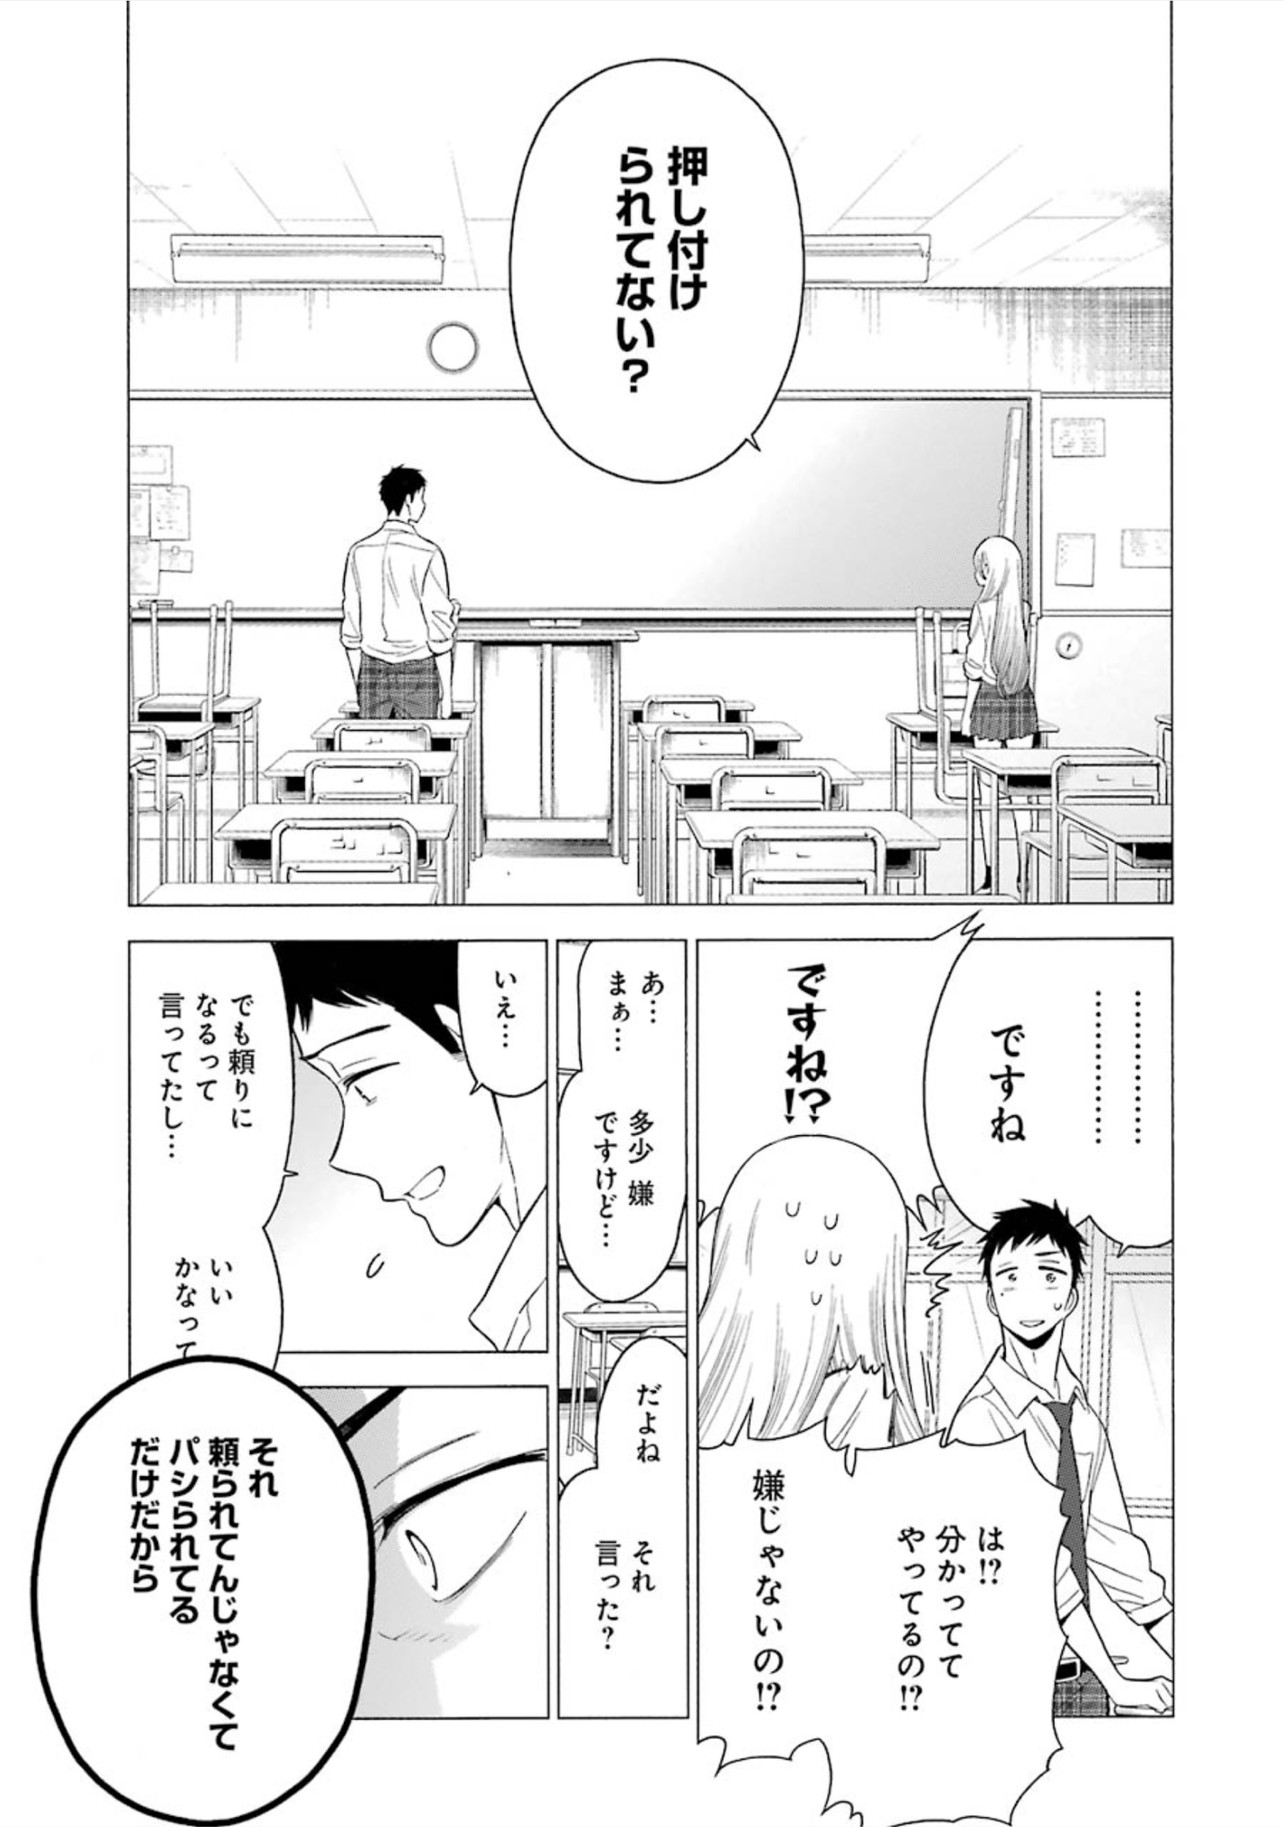 押し付け
られてない？
…………
…………
ですね
ですね!?
は!?
分かってて
やってるの!?
嫌じゃないの!?
あ…
まぁ…
多少 嫌
ですけど…
だよね
それ
言った？
いえ…
でも頼りに
なるって
言ってたし…
いい
かなって
それ
頼られてんじゃなくて
パシられてる
だけだから